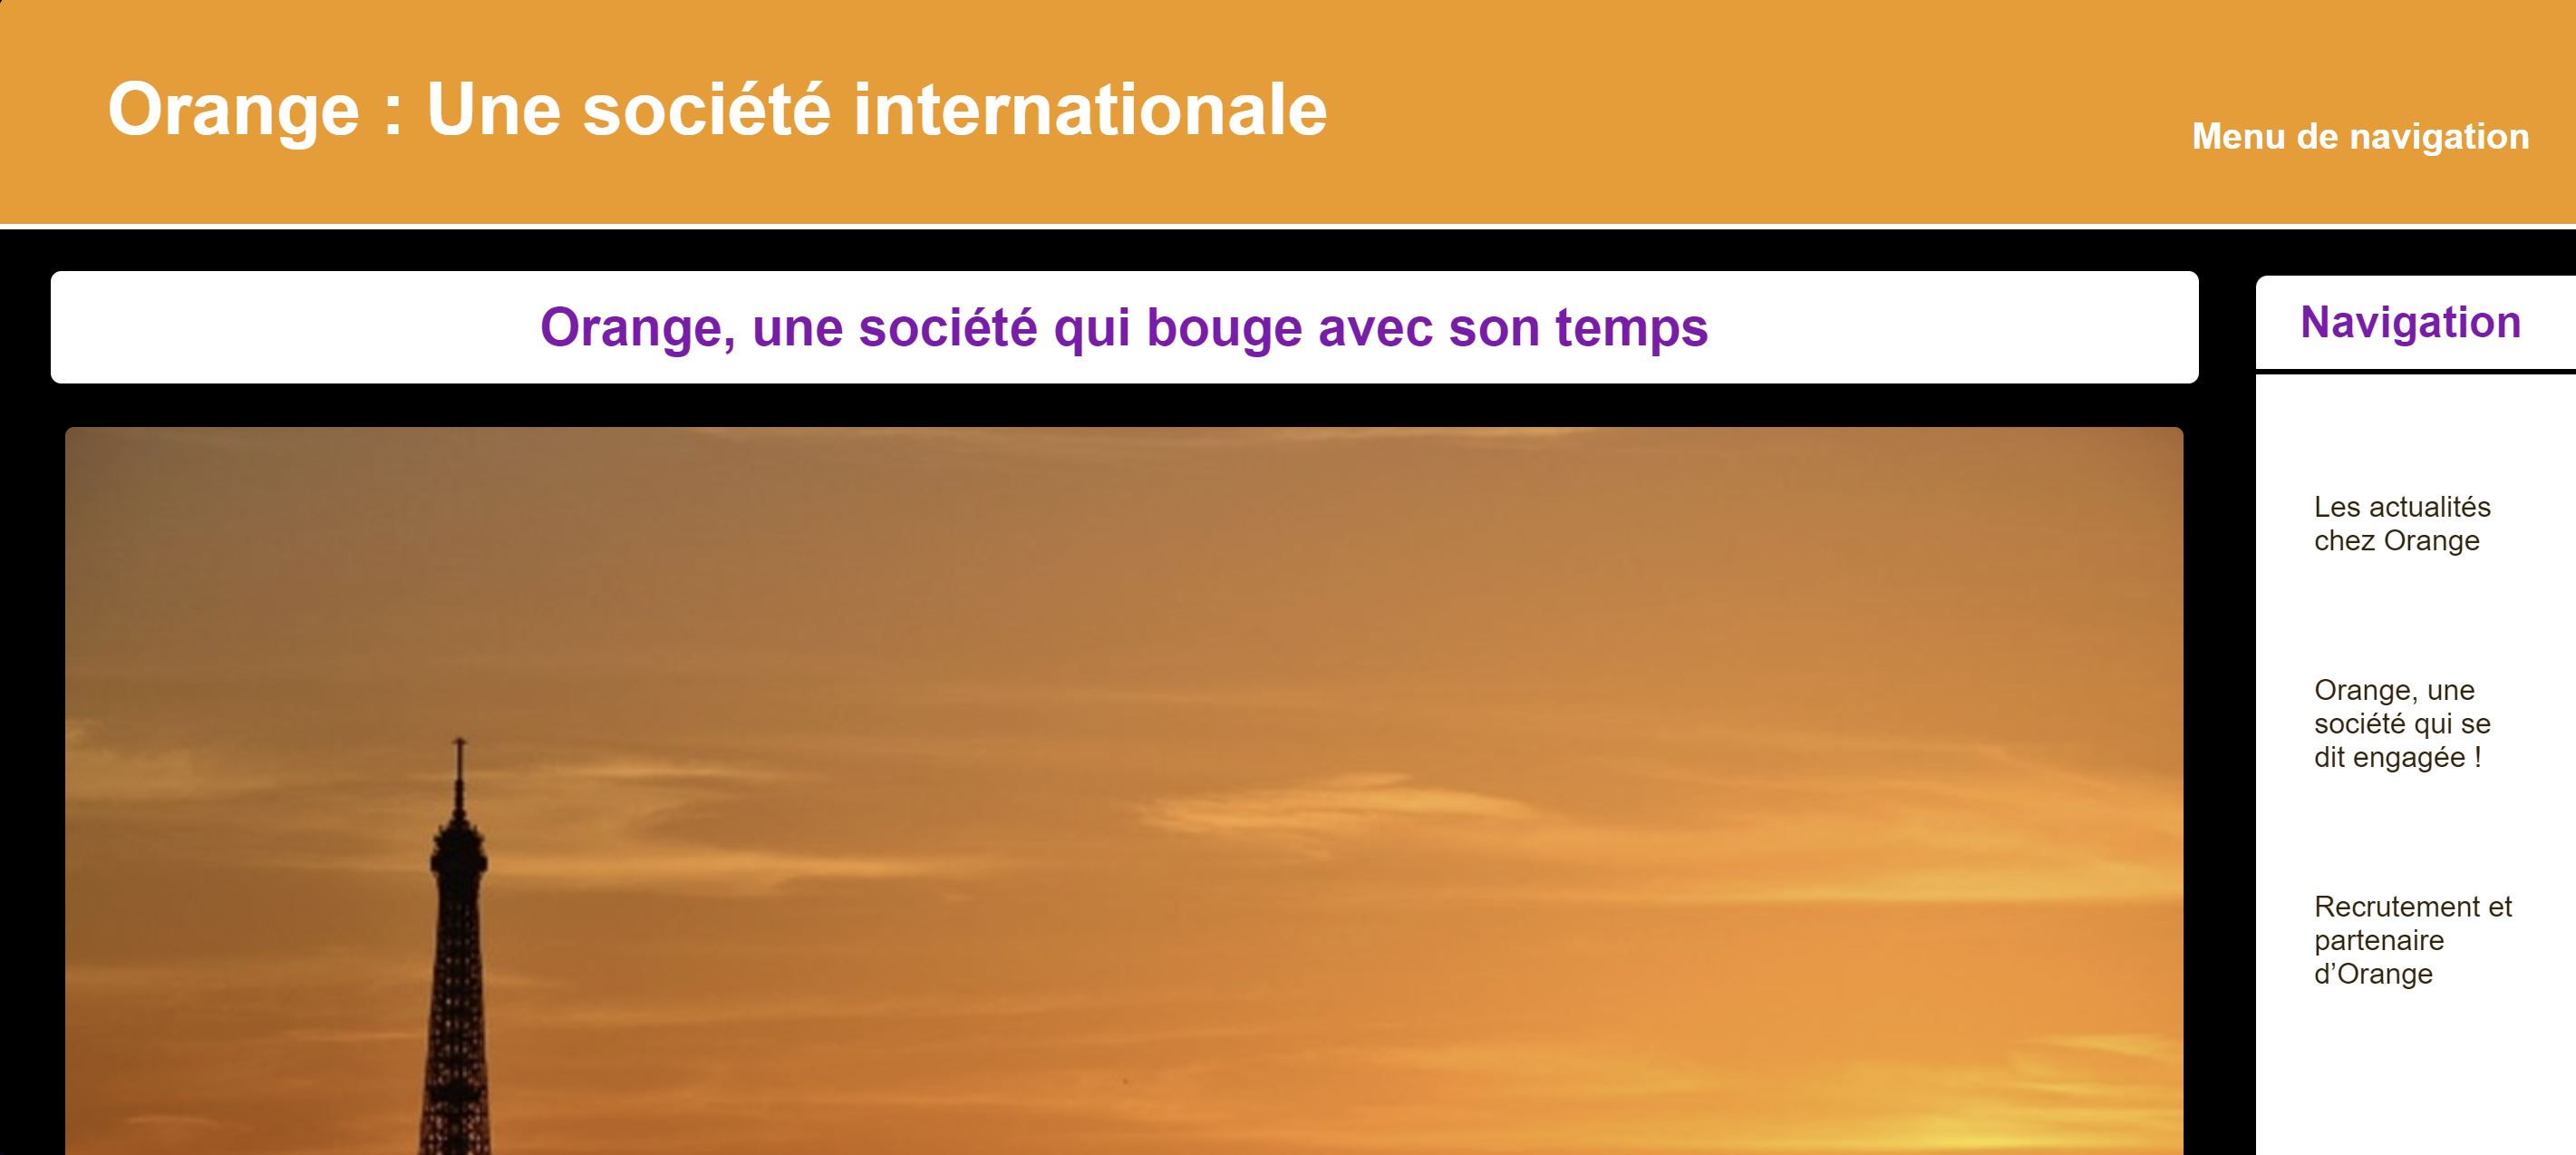 Orange : Une société internationale
Menu de navigation
Orange, une société qui bouge avec son temps
Navigation
Les actualités
chez Orange
Orange, une
société qui se
dit engagée !
Recrutement et
partenaire
d’Orange